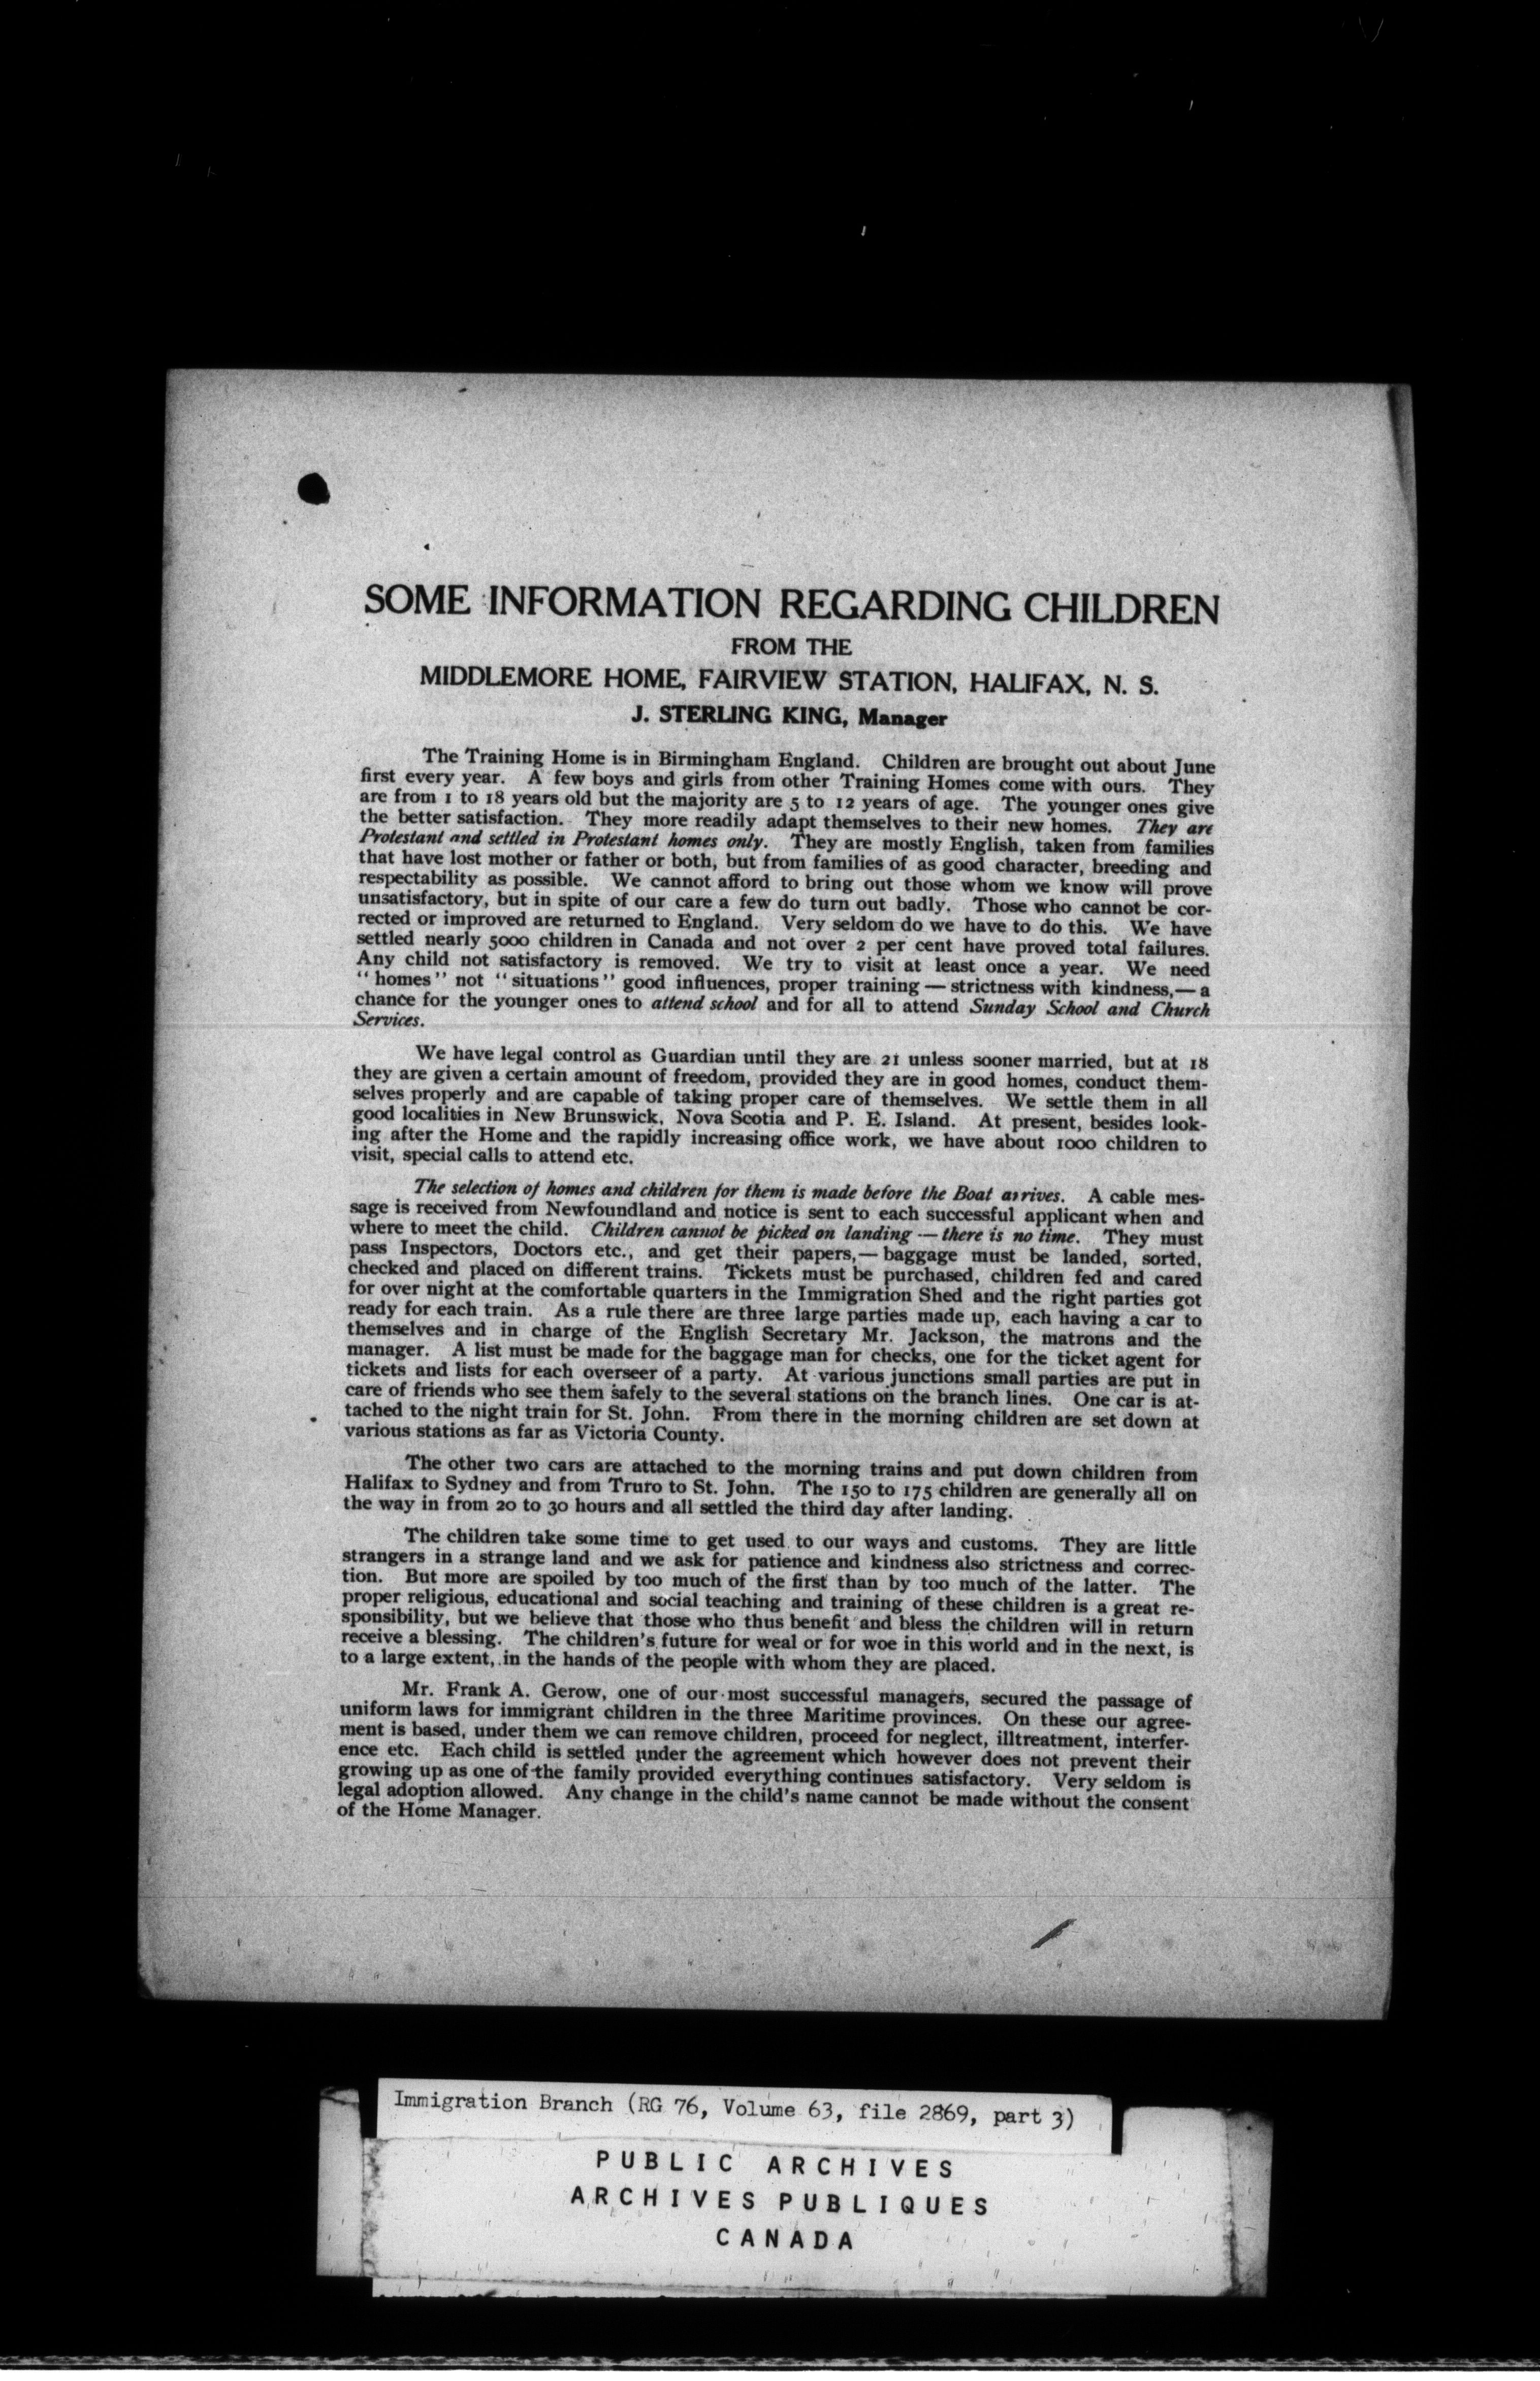 SOME INFORMATION REGARDING CHILDREN
FROM THE
MIDDLEMORE HOME, FAIRVIEW STATION, HALIFAX, N. S.
J. STERLING KING, Manager
The Training Home is in Birmingham England. Children are brought out about June
first every year. A few boys and girls from other Training Homes come with ours. They
are from 1 to 18 years old but the majority are 5 to 12 years of age. The younger ones give
the better satisfaction. They more readily adapt themselves to their new homes. They are
Protestant and settled in Protestant homes only. They are mostly English, taken from families
that have lost mother or father or both, but from families of as good character, breeding and
respectability as possible. We cannot afford to bring out those whom we know will prove
unsatisfactory, but in spite of our care a few do turn out badly. Those who cannot be cor-
rected or improved are returned to England. Very seldom do we have to do this. We have
settled nearly 5000 children in Canada and not over 2 per cent have proved total failures.
Any child not satisfactory is removed. We try to visit at least once a year. We need
"homes" not "situations" good influences, proper training — strictness with kindness,— a
chance for the younger ones to attend school and for all to attend Sunday School and Church
Services.
We have legal control as Guardian until they are 21 unless sooner married, but at 18
they are given a certain amount of freedom, provided they are in good homes, conduct them-
selves properly and are capable of taking proper care of themselves. We settle them in all
good localities in New Brunswick, Nova Scotia and P. E. Island. At present, besides look-
ing after the Home and the rapidly increasing office work, we have about 1000 children to
visit, special calls to attend etc.
The selection of homes and children for them is made before the Boat arrives. A cable mes-
sage is received from Newfoundland and notice is sent to each successful applicant when and
where to meet the child. Children cannot be picked on landing — there is no time. They must
pass Inspectors, Doctors etc., and get their papers,— baggage must be landed, sorted,
checked and placed on different trains. Tickets must be purchased, children fed and cared
for over night at the comfortable quarters in the Immigration Shed and the right parties got
ready for each train. As a rule there are three large parties made up, each having a car to
themselves and in charge of the English Secretary Mr. Jackson, the matrons and the
manager. A list must be made for the baggage man for checks, one for the ticket agent for
tickets and lists for each overseer of a party. At various junctions small parties are put in
care of friends who see them safely to the several stations on the branch lines. One car is at-
tached to the night train for St. John. From there in the morning children are set down at
various stations as far as Victoria County.
The other two cars are attached to the morning trains and put down children from
Halifax to Sydney and from Truro to St. John. The 150 to 175 children are generally all on
the way in from 20 to 30 hours and all settled the third day after landing.
The children take some time to get used to our ways and customs. They are little
strangers in a strange land and we ask for patience and kindness also strictness and correc-
tion. But more are spoiled by too much of the first than by too much of the latter. The
proper religious, educational and social teaching and training of these children is a great re-
sponsibility, but we believe that those who thus benefit and bless the children will in return
receive a blessing. The children's future for weal or for woe in this world and in the next, is
to a large extent, in the hands of the people with whom they are placed.
Mr. Frank A. Gerow, one of our most successful managers, secured the passage of
uniform laws for immigrant children in the three Maritime provinces. On these our agree-
ment is based, under them we can remove children, proceed for neglect, illtreatment, interfer-
ence etc. Each child is settled under the agreement which however does not prevent their
growing up as one of the family provided everything continues satisfactory. Very seldom is
legal adoption allowed. Any change in the child's name cannot be made without the consent
of the Home Manager.
Immigration Branch (RG 76, Volume 63, file 2869, part 3)
PUBLIC ARCHIVES
ARCHIVES PUBLIQUES
CANADA